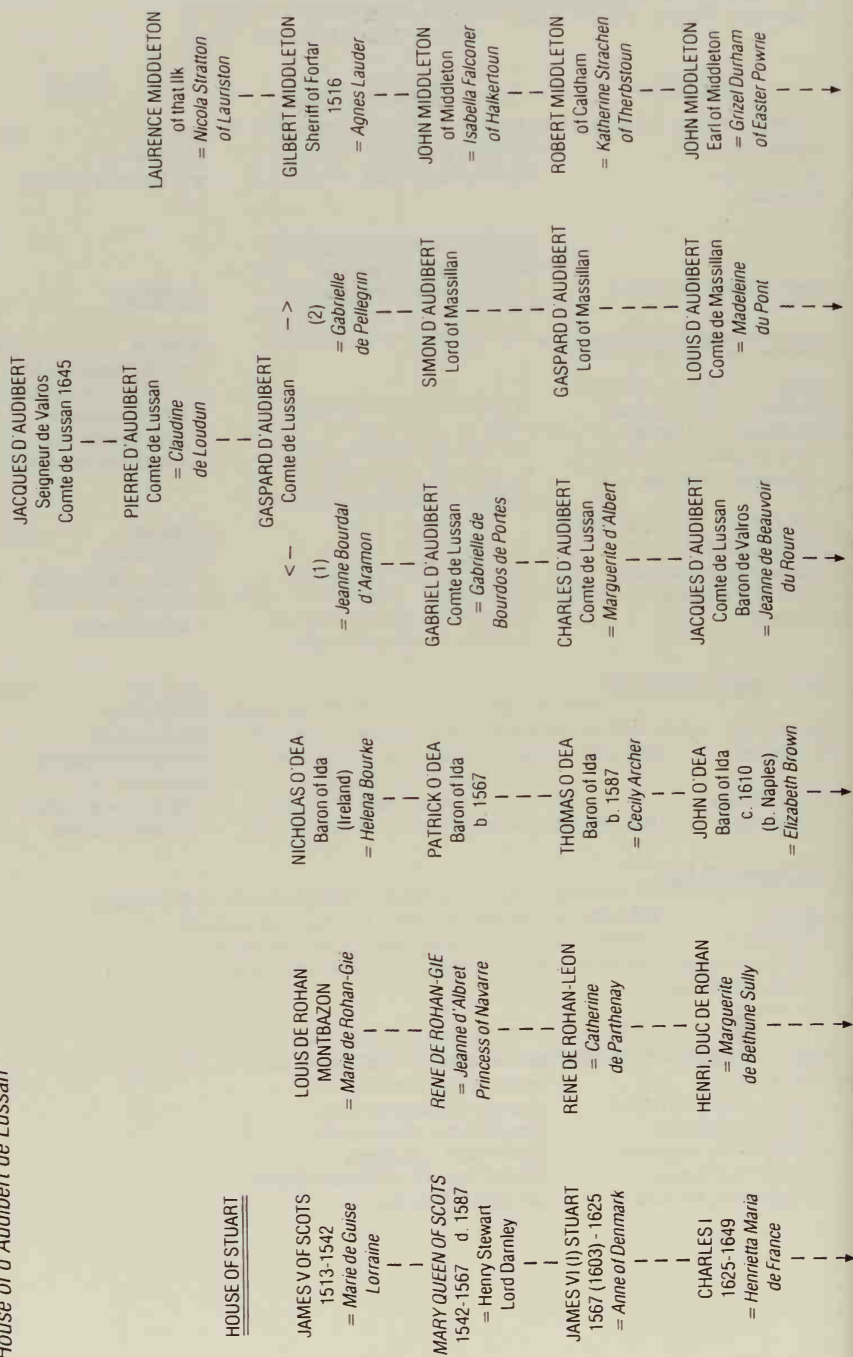 House of d'Audibert de Lussan
HOUSE OF STUART
JAMES V OF SCOTS
1513-1542
= Marie de Guise
Lorraine
MARY QUEEN OF SCOTS
1542-1567 d. 1587
= Henry Stewart
Lord Darnley
JAMES VI (I) STUART
1567 (1603) - 1625
= Anne of Denmark
CHARLES I
1625-1649
= Henrietta Maria
de France
LOUIS DE ROHAN
MONTBAZON
= Marie de Rohan-Gié
RENE DE ROHAN-GIE
= Jeanne d'Albret
Princess of Navarre
RENE DE ROHAN-LEON
= Catherine
de Parthenay
HENRI, DUC DE ROHAN
= Marguerite
de Bethune Sully
NICHOLAS O'DEA
Baron of Ida
(Ireland)
= Helena Bourke
PATRICK O'DEA
Baron of Ida
b. 1567
THOMAS O'DEA
Baron of Ida
b. 1587
= Cecily Archer
JOHN O'DEA
Baron of Ida
c. 1610
(b. Naples)
= Elizabeth Brown
JACQUES D'AUDIBERT
Seigneur de Valros
Comte de Lussan 1645
PIERRE D'AUDIBERT
Comte de Lussan
= Claudine
de Loudun
GASPARD D'AUDIBERT
<– Comte de Lussan –>
(1)
= Jeanne Bourdal
d'Aramon
GABRIEL D'AUDIBERT
Comte de Lussan
= Gabrielle de
Bourdos de Portes
CHARLES D'AUDIBERT
Comte de Lussan
= Marguerite d'Albert
JACQUES D'AUDIBERT
Comte de Lussan
Baron de Valros
= Jeanne de Beauvoir
du Roure
(2)
= Gabrielle
de Pellegrin
SIMON D'AUDIBERT
Lord of Massillan
GASPARD D'AUDIBERT
Lord of Massillan
LOUIS D'AUDIBERT
Comte de Massillan
= Madeleine
du Pont
LAURENCE MIDDLETON
of that Ilk
= Nicola Stratton
of Lauriston
GILBERT MIDDLETON
Sheriff of Forfar
1516
= Agnes Lauder
JOHN MIDDLETON
of Middleton
= Isabella Falconer
of Halkertoun
ROBERT MIDDLETON
of Caldham
= Katherine Strachen
of Therbstoun
JOHN MIDDLETON
Earl of Middleton
= Grizel Durham
of Easter Powrie